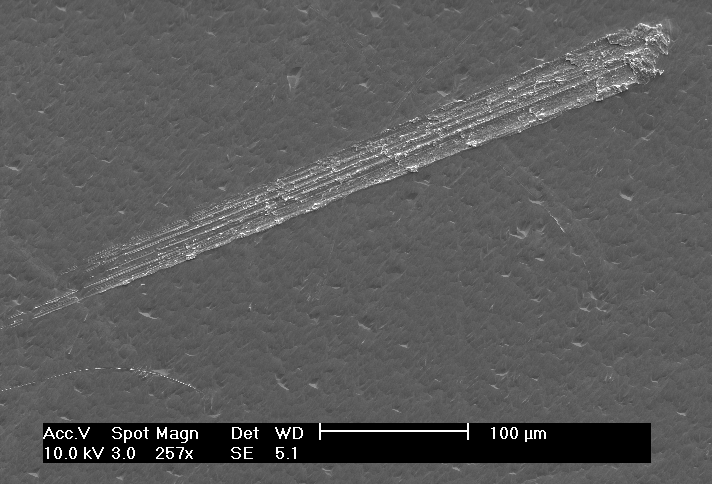 Acc.V Spot Magn Det WD 100 µm
10.0 kV 3.0 257x SE 5.1